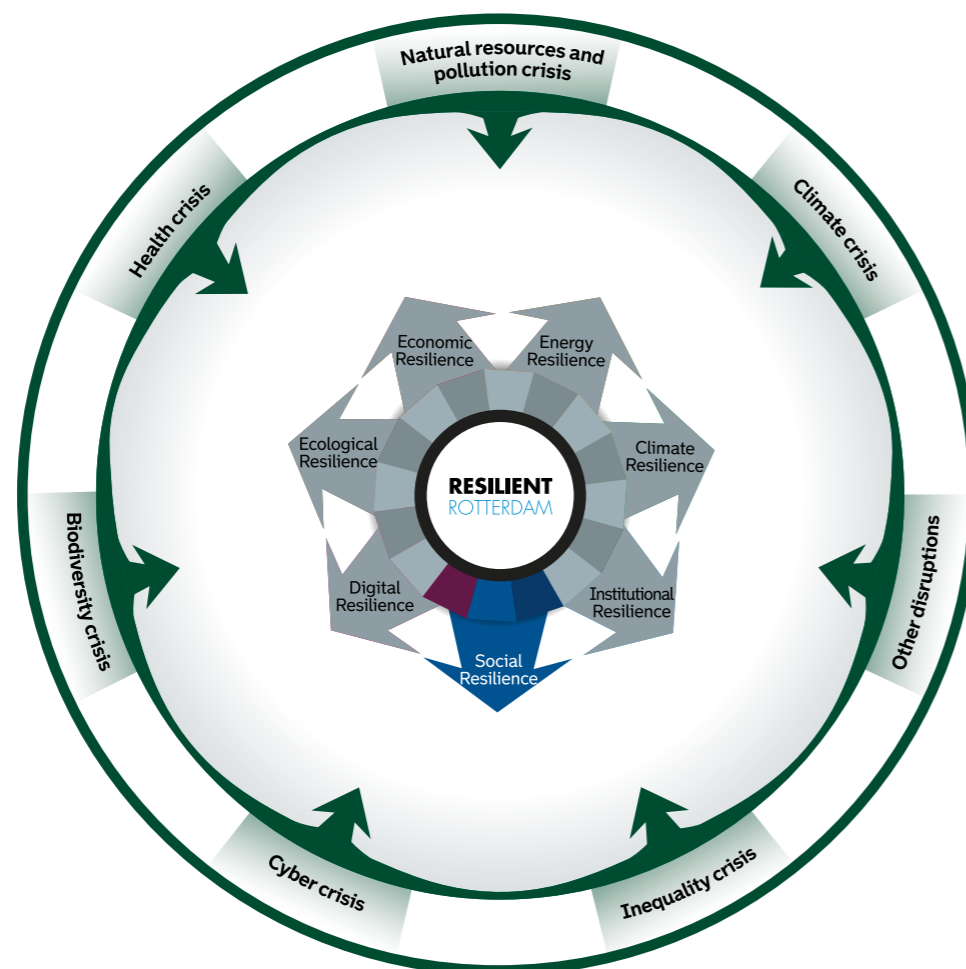 Natural resources and
pollution crisis
Health crisis
Climate crisis
Economic
Resilience
Energy
Resilience
Ecological
Resilience
Climate
Resilience
RESILIENT
ROTTERDAM
Biodiversity crisis
Other disruptions
Digital
Resilience
Institutional
Resilience
Social
Resilience
Cyber crisis
Inequality crisis